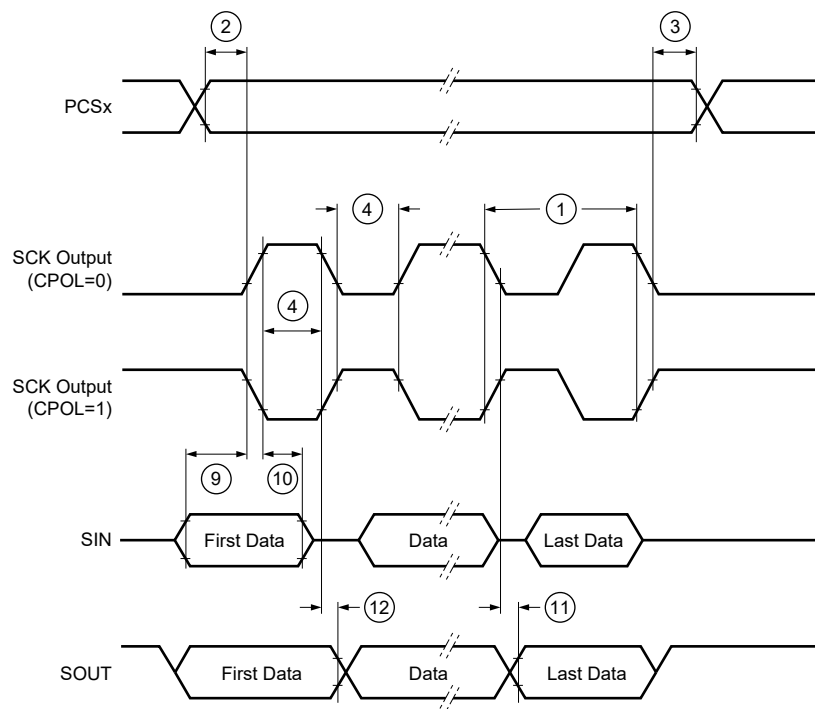 2
3
PCSx
4
1
SCK Output
(CPOL=0)
4
SCK Output
(CPOL=1)
9
10
SIN
First Data
Data
Last Data
12
11
SOUT
First Data
Data
Last Data